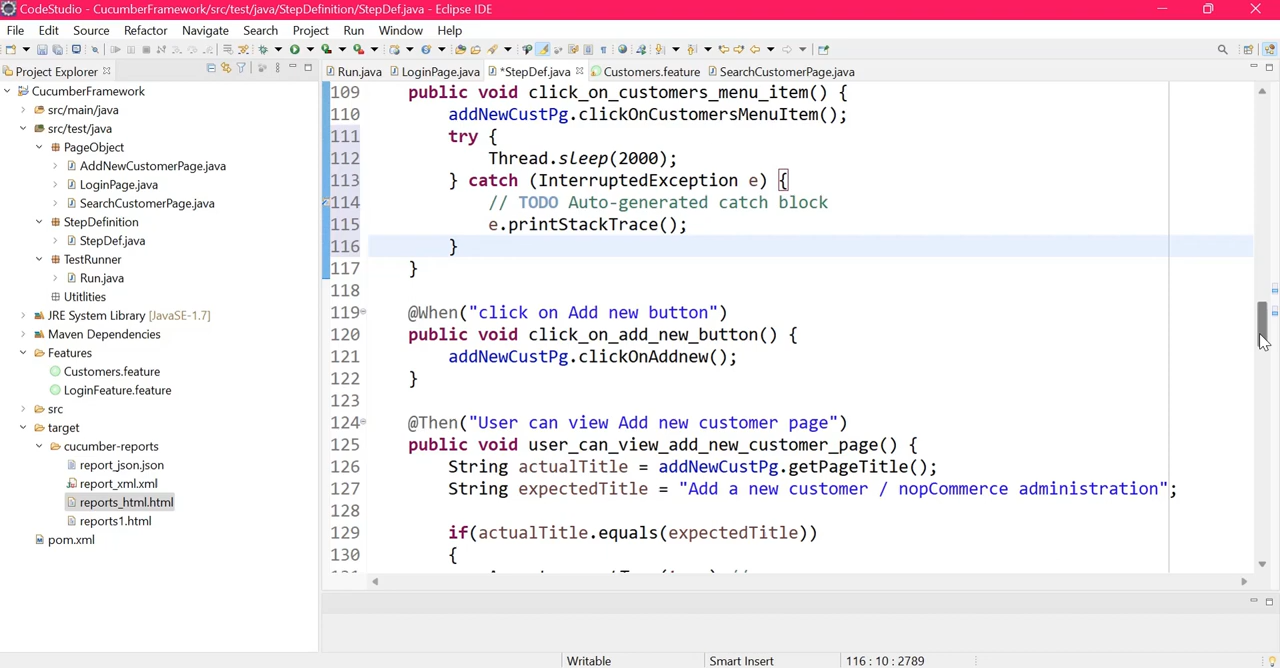 CodeStudio - CucumberFramework/src/test/java/StepDefinition/StepDef.java - Eclipse IDE
File Edit Source Refactor Navigate Search Project Run Window Help
Project Explorer
CucumberFramework
src/main/java
src/test/java
PageObject
AddNewCustomerPage.java
LoginPage.java
SearchCustomerPage.java
StepDefinition
StepDef.java
TestRunner
Run.java
Utitlities
JRE System Library [JavaSE-1.7]
Maven Dependencies
Features
Customers.feature
LoginFeature.feature
src
target
cucumber-reports
report_json.json
report_xml.xml
reports_html.html
reports1.html
pom.xml
Run.java LoginPage.java *StepDef.java Customers.feature SearchCustomerPage.java
109 public void click_on_customers_menu_item() {
110 addNewCustPg.clickOnCustomersMenuItem();
111 try {
112 Thread.sleep(2000);
113 } catch (InterruptedException e) {
114 // TODO Auto-generated catch block
115 e.printStackTrace();
116 }
117 }
118
119 @When("click on Add new button")
120 public void click_on_add_new_button() {
121 addNewCustPg.clickOnAddnew();
122 }
123
124 @Then("User can view Add new customer page")
125 public void user_can_view_add_new_customer_page() {
126 String actualTitle = addNewCustPg.getPageTitle();
127 String expectedTitle = "Add a new customer / nopCommerce administration";
128
129 if(actualTitle.equals(expectedTitle))
130 {
Writable Smart Insert 116 : 10 : 2789